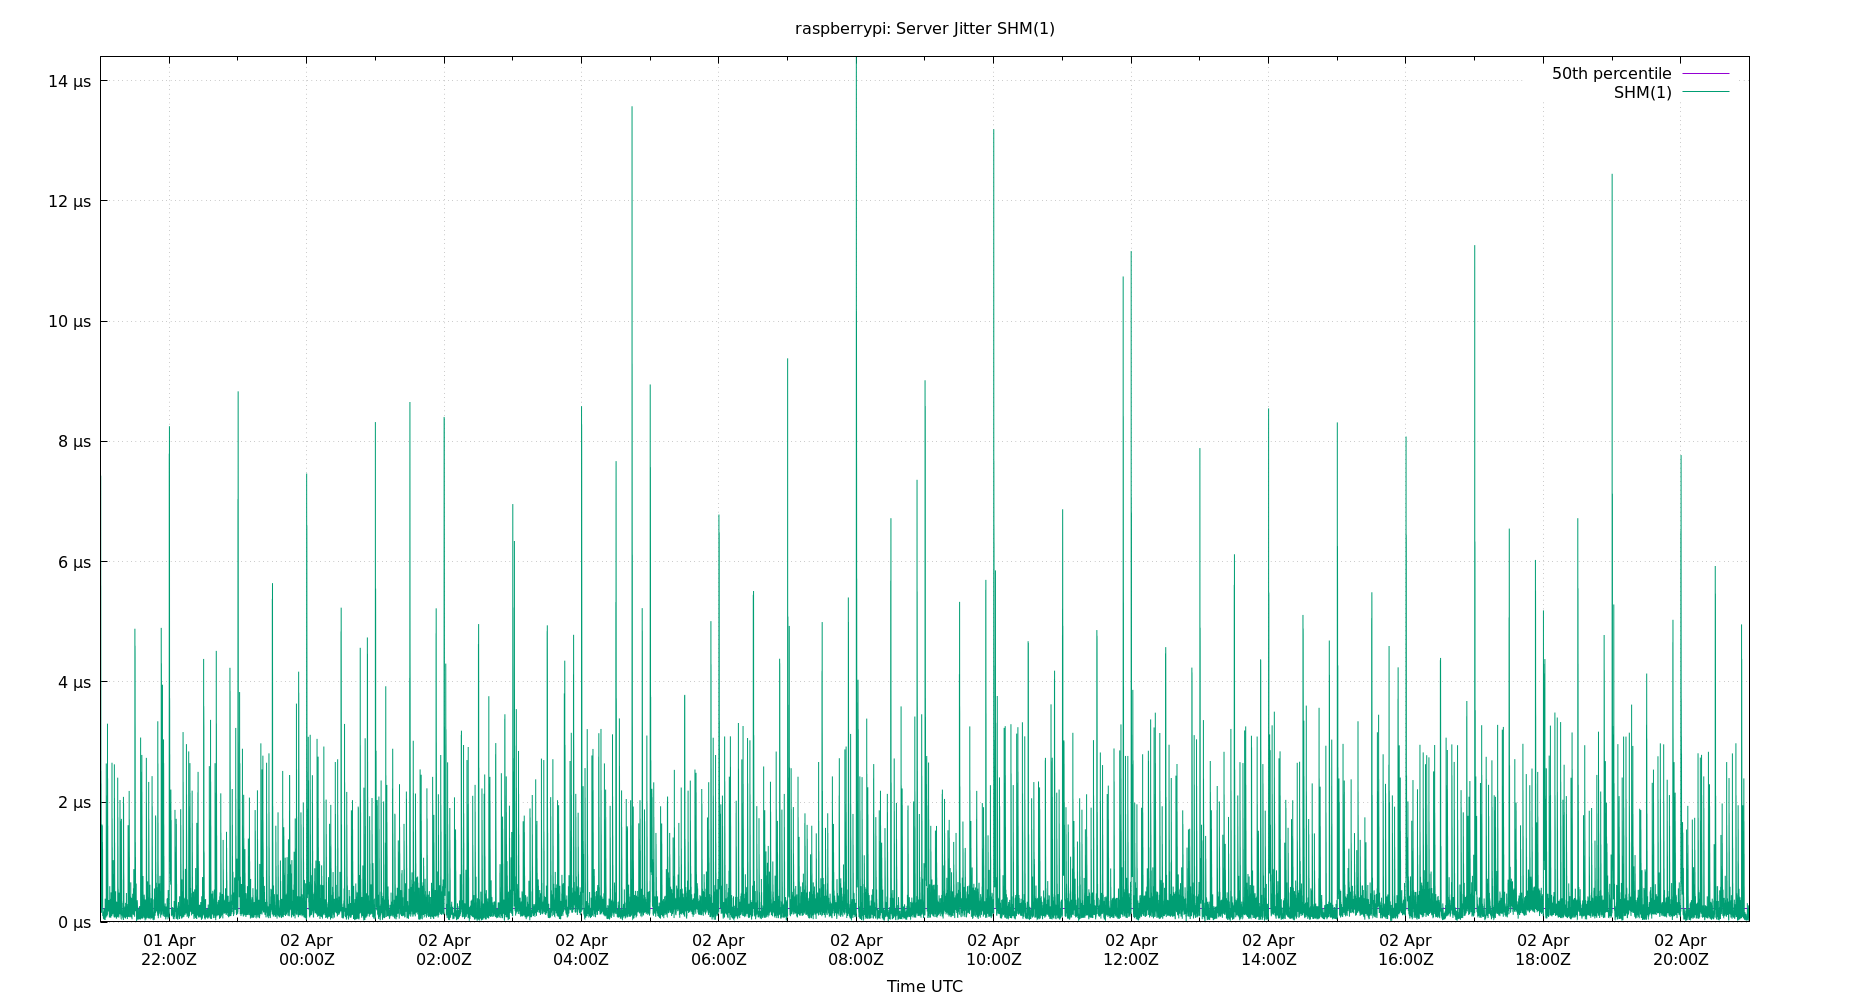 raspberrypi: Server Jitter SHM(1)
50th percentile
SHM(1)
14 µs
12 µs
10 µs
8 µs
6 µs
4 µs
2 µs
0 µs
01 Apr 02 Apr 02 Apr 02 Apr 02 Apr 02 Apr 02 Apr 02 Apr 02 Apr 02 Apr 02 Apr 02 Apr
22:00Z 00:00Z 02:00Z 04:00Z 06:00Z 08:00Z 10:00Z 12:00Z 14:00Z 16:00Z 18:00Z 20:00Z
Time UTC